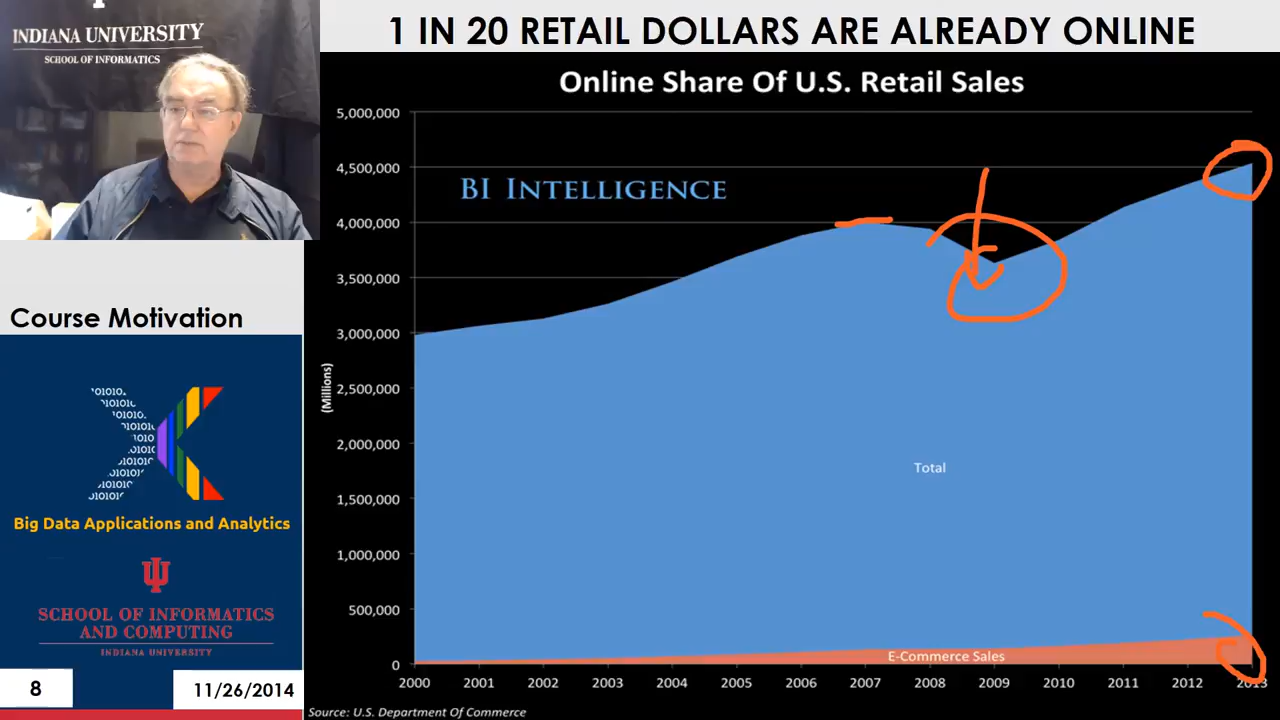 INDIANA UNIVERSITY
SCHOOL OF INFORMATICS
1 IN 20 RETAIL DOLLARS ARE ALREADY ONLINE
Online Share Of U.S. Retail Sales
BI INTELLIGENCE
(Millions)
5,000,000
4,500,000
4,000,000
3,500,000
3,000,000
2,500,000
2,000,000
1,500,000
1,000,000
500,000
0
Total
E-Commerce Sales
2000 2001 2002 2003 2004 2005 2006 2007 2008 2009 2010 2011 2012 2013
Source: U.S. Department Of Commerce
Course Motivation
Big Data Applications and Analytics
SCHOOL OF INFORMATICS
AND COMPUTING
INDIANA UNIVERSITY
8
11/26/2014